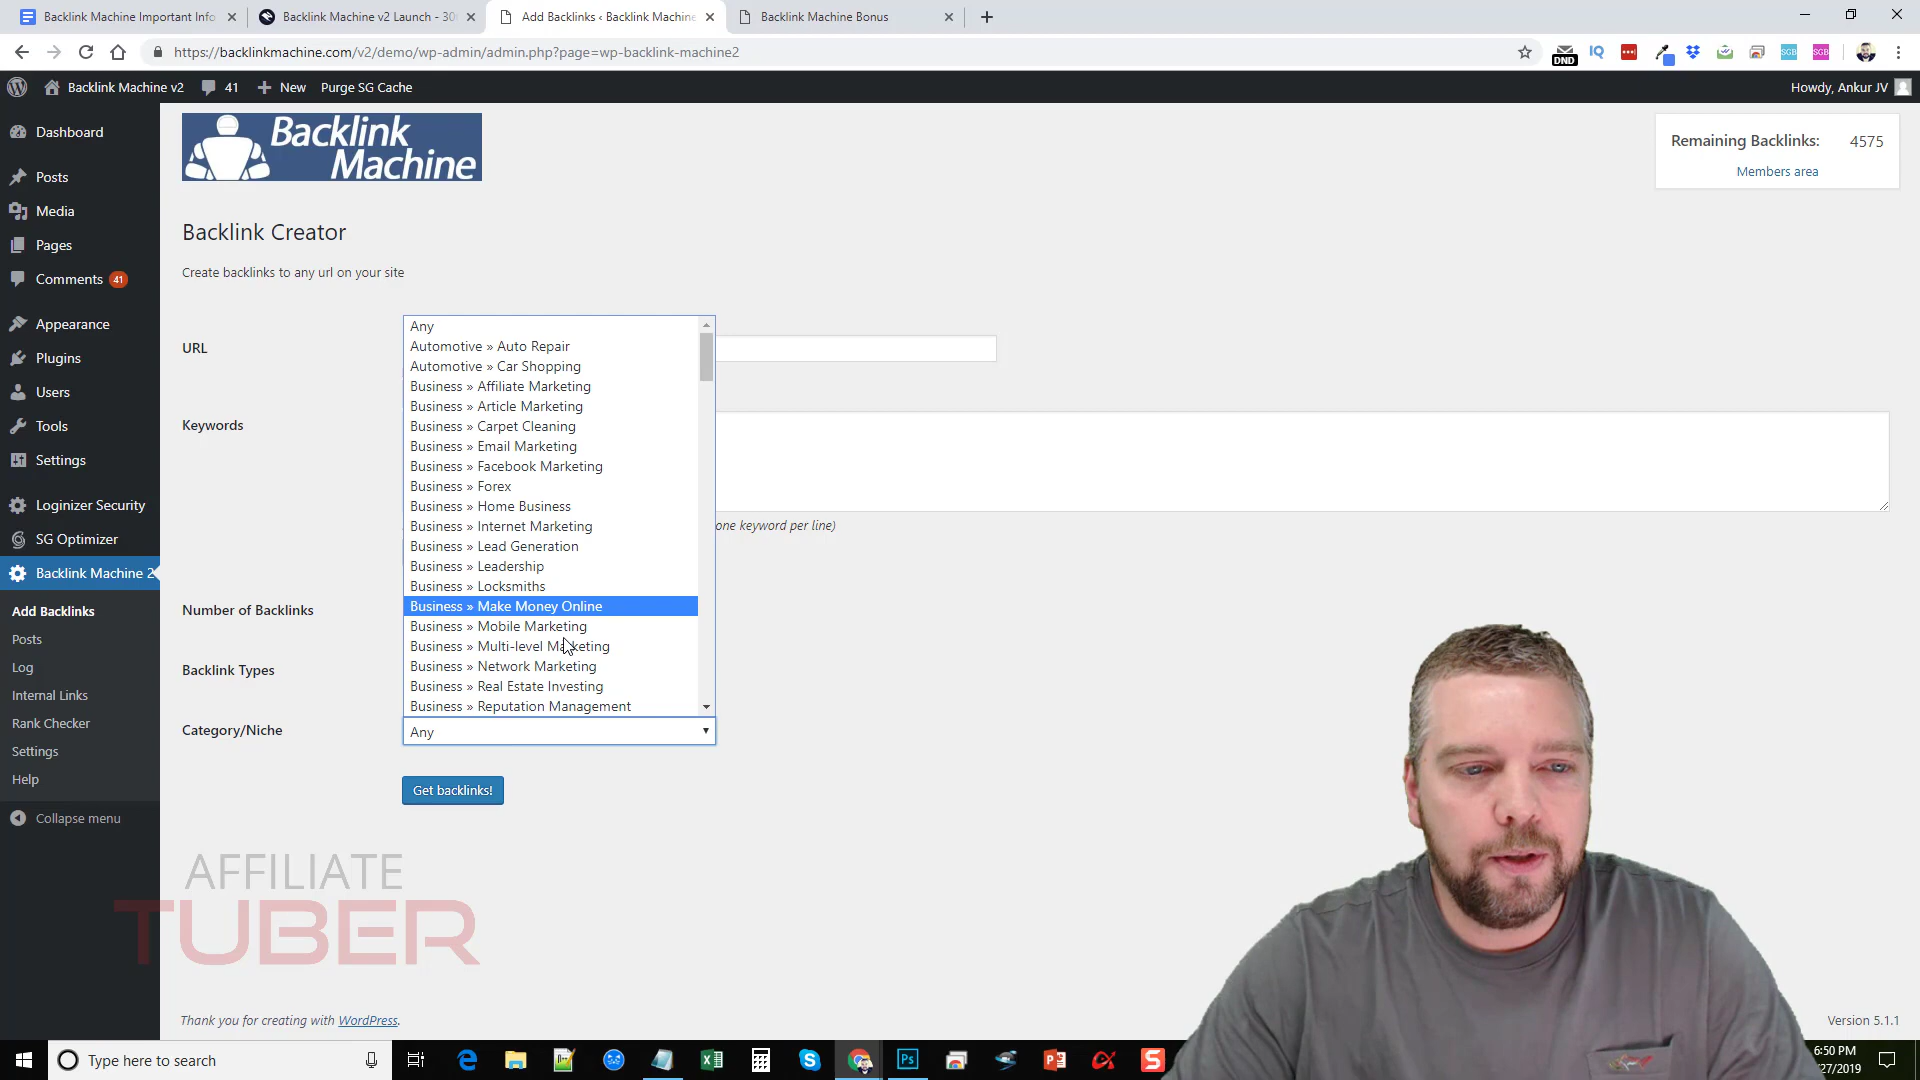 Backlink Machine Important Info
Backlink Machine v2 Launch - 30
Add Backlinks ‹ Backlink Machine
Backlink Machine Bonus
https://backlinkmachine.com/v2/demo/wp-admin/admin.php?page=wp-backlink-machine2
DND
IQ
SGB
SGB
Backlink Machine v2
41
New
Purge SG Cache
Howdy, Ankur JV
Dashboard
Posts
Media
Pages
Comments 41
Appearance
Plugins
Users
Tools
Settings
Loginizer Security
SG Optimizer
Backlink Machine 2
Add Backlinks
Posts
Log
Internal Links
Rank Checker
Settings
Help
Collapse menu
Backlink
Machine
Remaining Backlinks: 4575
Members area
Backlink Creator
Create backlinks to any url on your site
URL
Keywords
one keyword per line)
Number of Backlinks
Backlink Types
Category/Niche
Any
Automotive » Auto Repair
Automotive » Car Shopping
Business » Affiliate Marketing
Business » Article Marketing
Business » Carpet Cleaning
Business » Email Marketing
Business » Facebook Marketing
Business » Forex
Business » Home Business
Business » Internet Marketing
Business » Lead Generation
Business » Leadership
Business » Locksmiths
Business » Make Money Online
Business » Mobile Marketing
Business » Multi-level Marketing
Business » Network Marketing
Business » Real Estate Investing
Business » Reputation Management
Any
Get backlinks!
AFFILIATE
TUBER
Thank you for creating with WordPress.
Version 5.1.1
Type here to search
Ps
6:50 PM
/27/2019